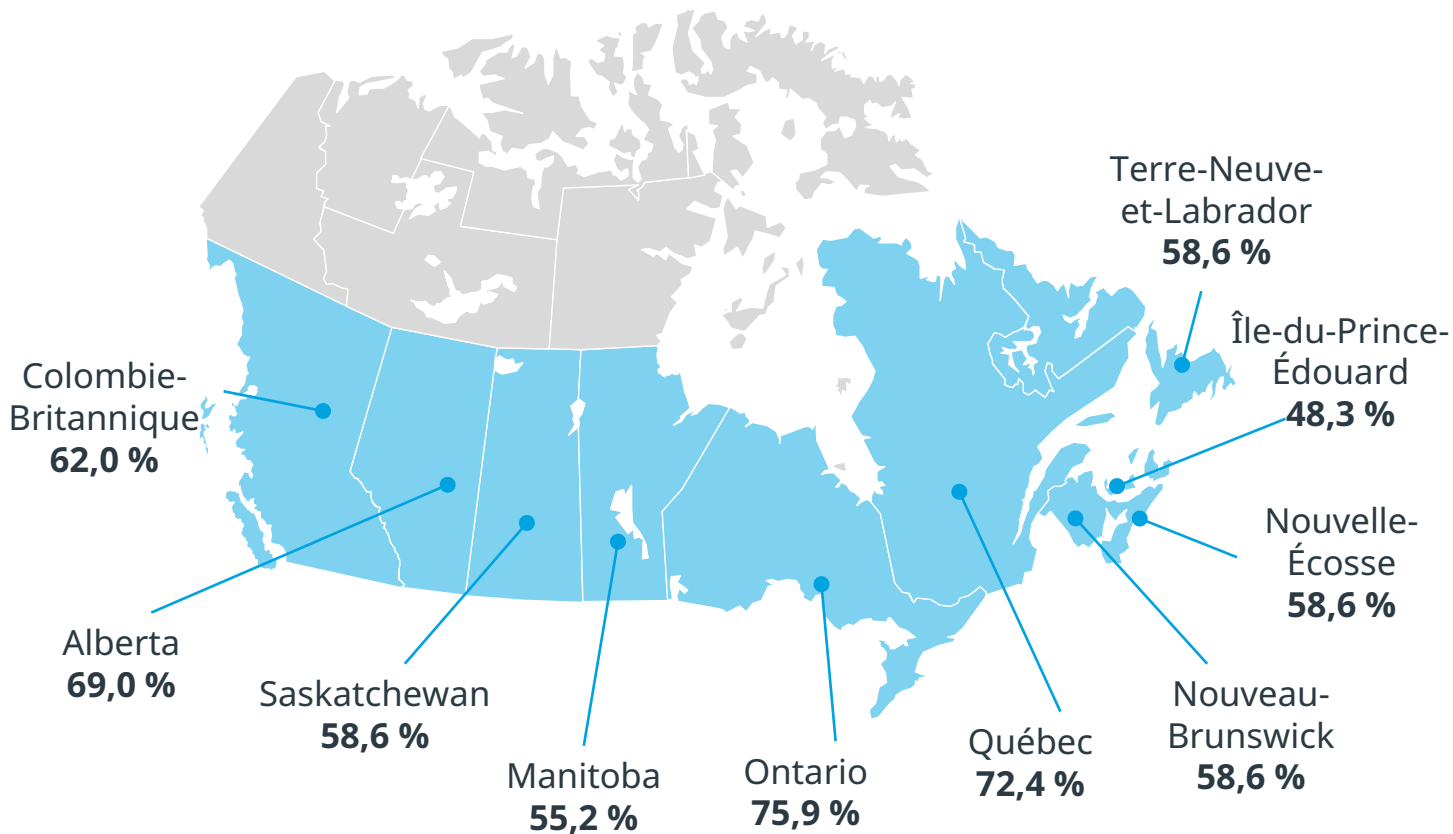 Terre-Neuve-
et-Labrador
58,6 %
Île-du-Prince-
Édouard
48,3 %
Colombie-
Britannique
62,0 %
Nouvelle-
Écosse
58,6 %
Alberta
69,0 %
Saskatchewan
58,6 %
Manitoba
55,2 %
Ontario
75,9 %
Québec
72,4 %
Nouveau-
Brunswick
58,6 %